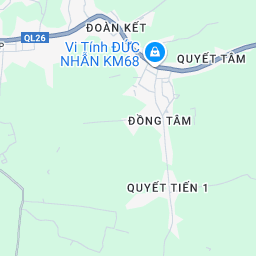 ĐOÀN KẾT
QL26
P
Vi Tính ĐỨC
NHÂN KM68
QUYẾT TÂM
ĐỒNG TÂM
QUYẾT TIẾN 1